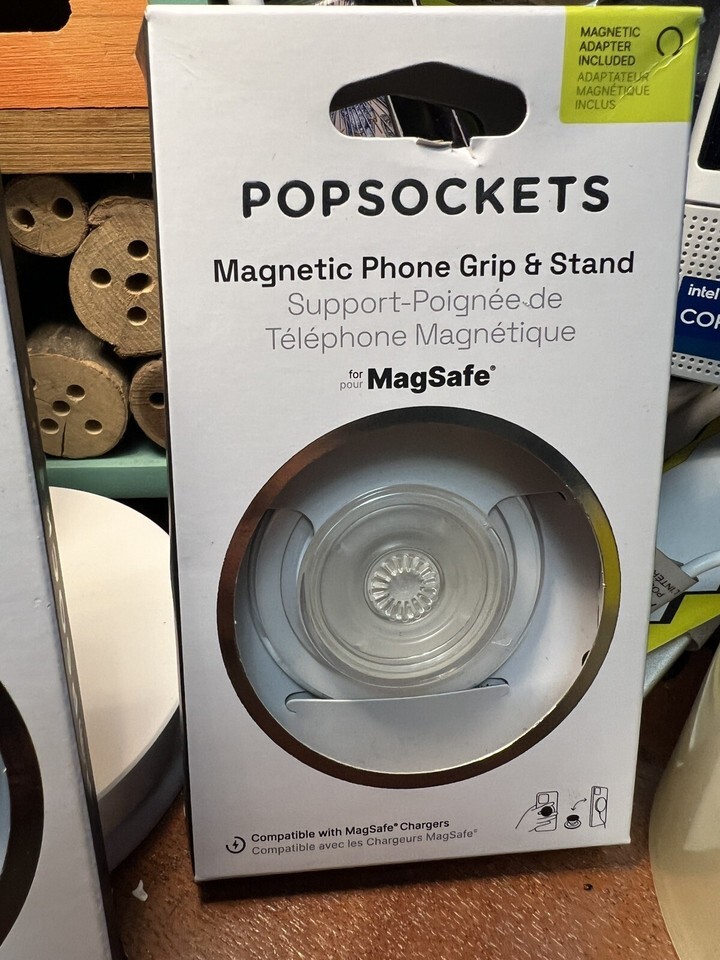 MAGNETIC
ADAPTER
INCLUDED
ADAPTATEUR
MAGNÉTIQUE
INCLUS
POPSOCKETS
Magnetic Phone Grip & Stand
Support-Poignée de
Téléphone Magnétique
for
pour
MagSafe®
Compatible with MagSafe® Chargers
Compatible avec les Chargeurs MagSafe®
intel